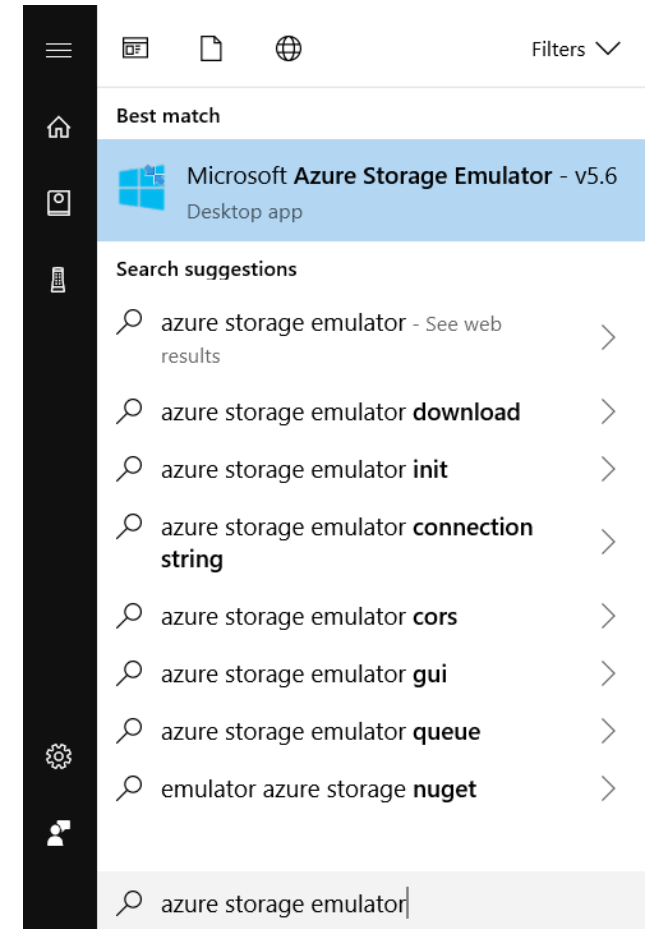 Filters
Best match
Microsoft Azure Storage Emulator - v5.6
Desktop app
Search suggestions
azure storage emulator - See web
results
azure storage emulator download
azure storage emulator init
azure storage emulator connection
string
azure storage emulator cors
azure storage emulator gui
azure storage emulator queue
emulator azure storage nuget
azure storage emulator